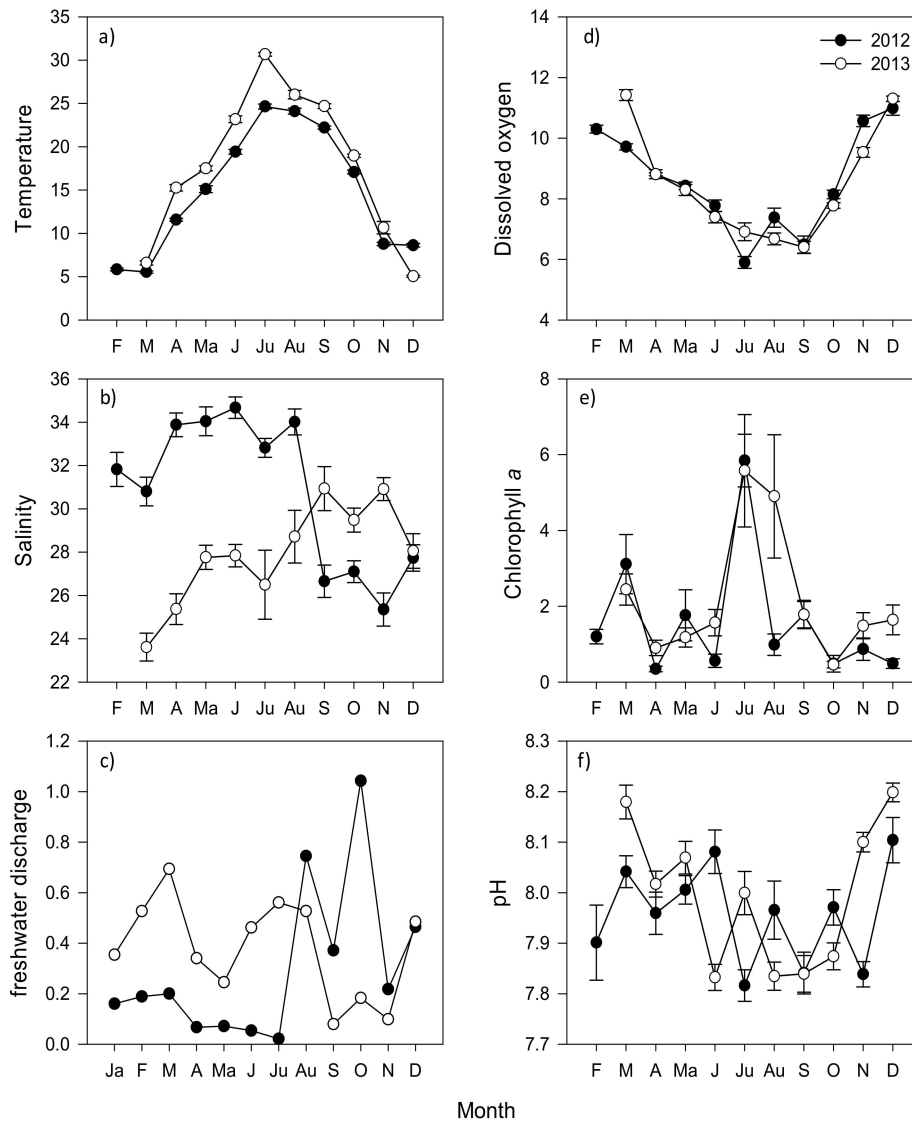 a)
Temperature
35
30
25
20
15
10
5
0
F M A Ma J Ju Au S O N D
d)
2012
2013
Dissolved oxygen
14
12
10
8
6
4
F M A Ma J Ju Au S O N D
b)
Salinity
36
34
32
30
28
26
24
22
F M A Ma J Ju Au S O N D
e)
Chlorophyll a
8
6
4
2
0
F M A Ma J Ju Au S O N D
c)
freshwater discharge
1.2
1.0
0.8
0.6
0.4
0.2
0.0
Ja F M A Ma J Ju Au S O N D
f)
pH
8.3
8.2
8.1
8.0
7.9
7.8
7.7
F M A Ma J Ju Au S O N D
Month